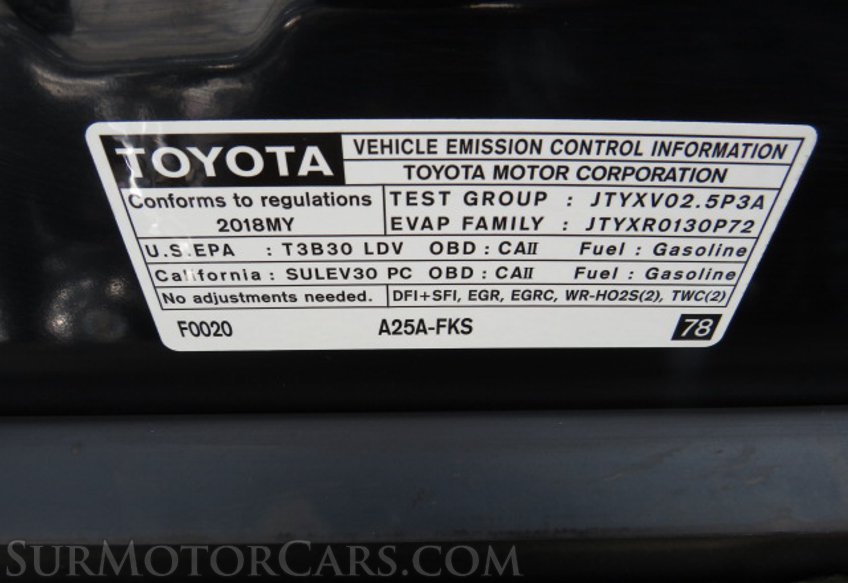 TOYOTA
VEHICLE EMISSION CONTROL INFORMATION
TOYOTA MOTOR CORPORATION
Conforms to regulations
2018MY
TEST GROUP : JTYXV02.5P3A
EVAP FAMILY : JTYXR0130P72
U.S.EPA : T3B30 LDV OBD : CAII Fuel : Gasoline
California : SULEV30 PC OBD : CAII Fuel : Gasoline
No adjustments needed.
DFI+SFI, EGR, EGRC, WR-HO2S(2), TWC(2)
F0020 A25A-FKS 78
SurMotorCars.com